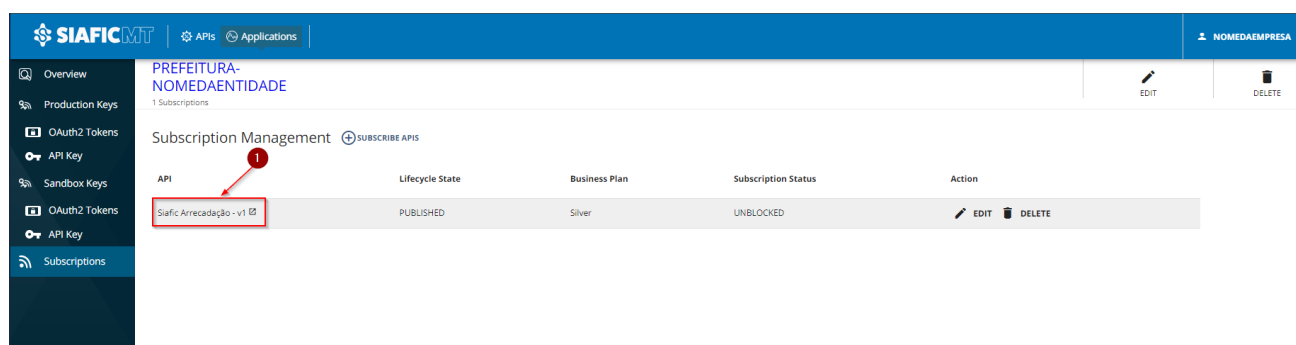 SIAFICMT APIs Applications NOMEDAEMPRESA
Overview
Production Keys
OAuth2 Tokens
API Key
Sandbox Keys
OAuth2 Tokens
API Key
Subscriptions
PREFEITURA-
NOMEDAENTIDADE
1 Subscriptions
EDIT DELETE
Subscription Management SUBSCRIBE APIS
1
API Lifecycle State Business Plan Subscription Status Action
Siafic Arrecadação - v1 PUBLISHED Silver UNBLOCKED EDIT DELETE